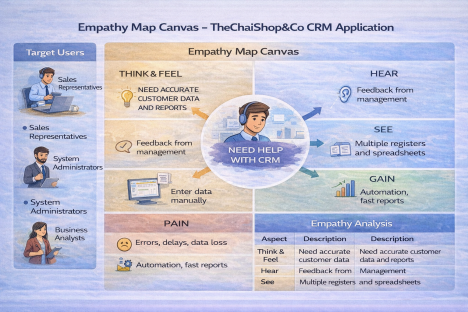 Empathy Map Canvas – TheChaiShop&Co CRM Application
Target Users
Sales
Representatives
Sales
Representatives
System
Administrators
System
Administrators
Business
Analysts
Empathy Map Canvas
THINK & FEEL
NEED ACCURATE
CUSTOMER DATA
AND REPORTS
Feedback from
management
Enter data
manually
NEED HELP
WITH CRM
HEAR
Feedback from
management
SEE
Multiple registers
and spreadsheets
GAIN
Automation,
fast reports
PAIN
Errors, delays, data loss
Automation, fast reports
Empathy Analysis
Aspect Description Description
Think & Need accurate Need accurate customer
Feel customer data and data
Hear Feedback from Management
See Multiple registers and spreadsheets